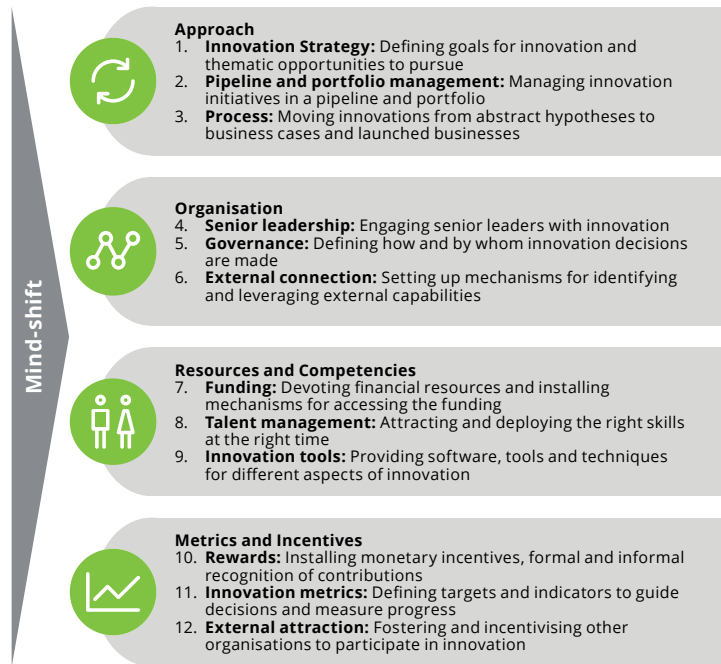 Mind-shift
Approach
1. Innovation Strategy: Defining goals for innovation and
thematic opportunities to pursue
2. Pipeline and portfolio management: Managing innovation
initiatives in a pipeline and portfolio
3. Process: Moving innovations from abstract hypotheses to
business cases and launched businesses
Organisation
4. Senior leadership: Engaging senior leaders with innovation
5. Governance: Defining how and by whom innovation decisions
are made
6. External connection: Setting up mechanisms for identifying
and leveraging external capabilities
Resources and Competencies
7. Funding: Devoting financial resources and installing
mechanisms for accessing the funding
8. Talent management: Attracting and deploying the right skills
at the right time
9. Innovation tools: Providing software, tools and techniques
for different aspects of innovation
Metrics and Incentives
10. Rewards: Installing monetary incentives, formal and informal
recognition of contributions
11. Innovation metrics: Defining targets and indicators to guide
decisions and measure progress
12. External attraction: Fostering and incentivising other
organisations to participate in innovation